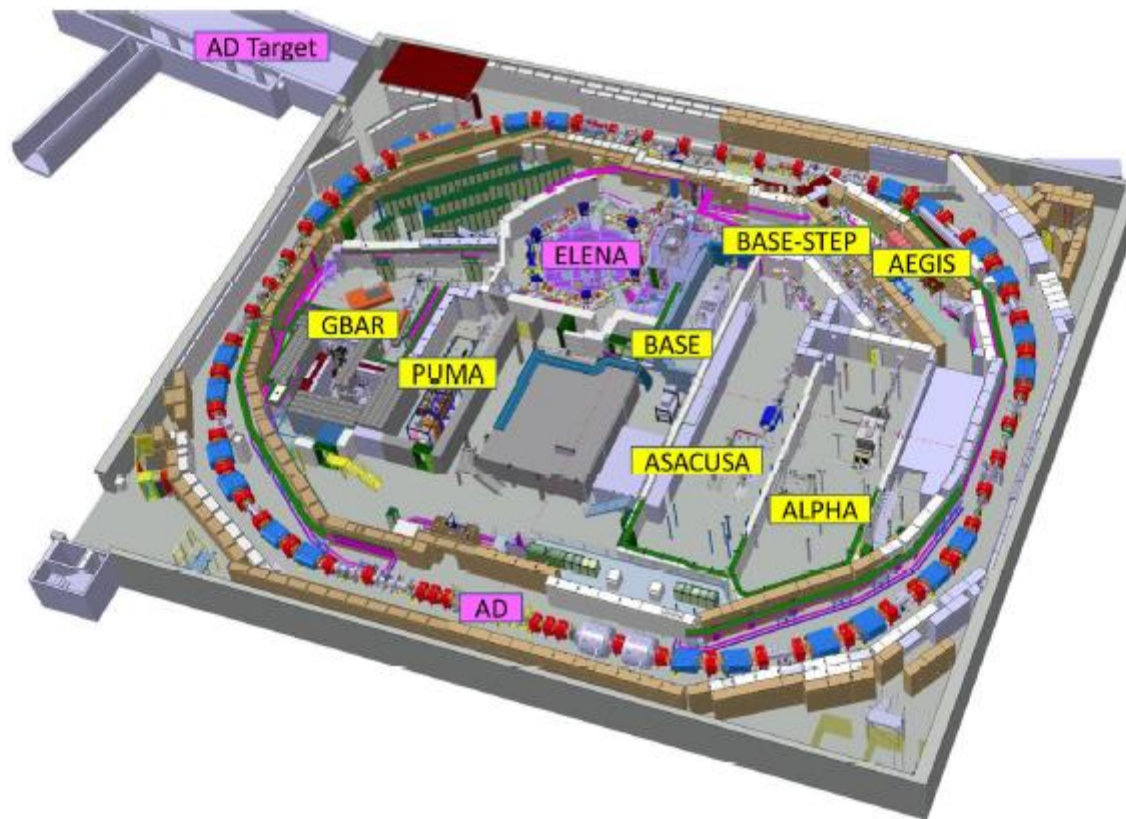 AD Target
ELENA
BASE-STEP
AEGIS
GBAR
BASE
PUMA
ASACUSA
ALPHA
AD